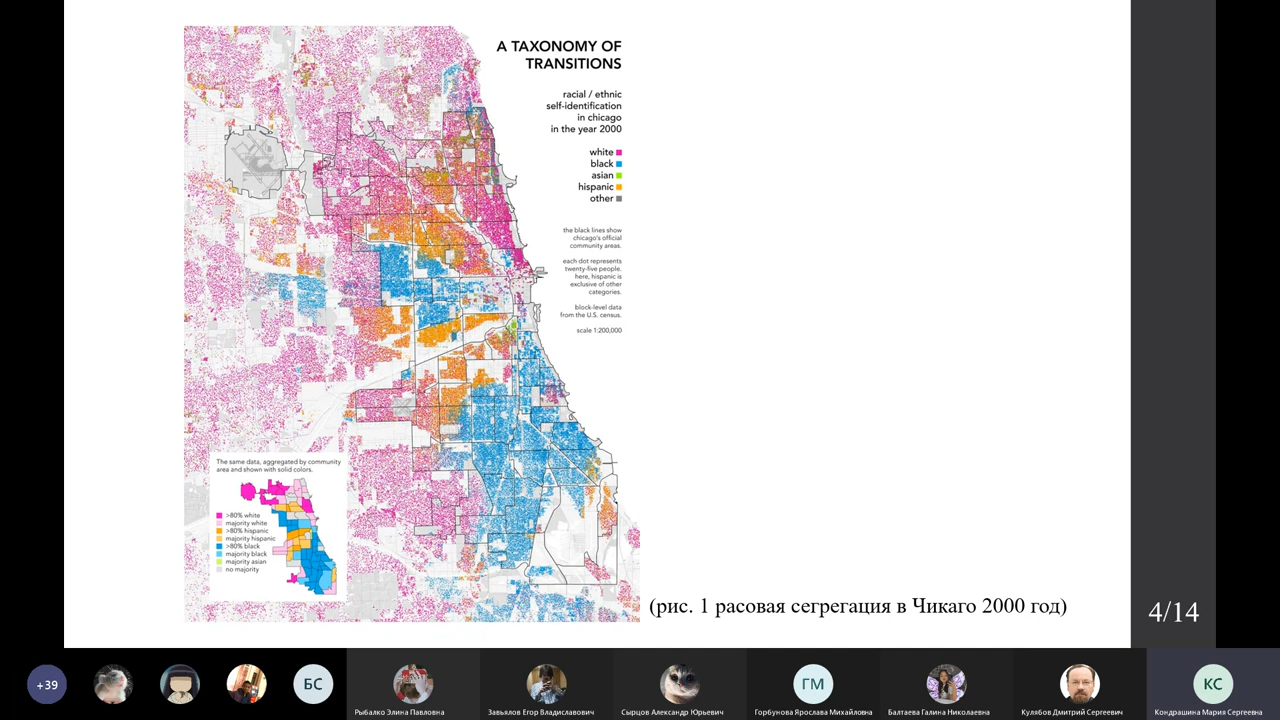 A TAXONOMY OF
TRANSITIONS
racial / ethnic
self-identification
in chicago
in the year 2000
white
black
asian
hispanic
other
the black lines show
chicago's official
community areas.
each dot represents
twenty-five people.
here, hispanic is
exclusive of other
categories.
block-level data
from the U.S. census.
scale 1:200,000
The same data, aggregated by community
area and shown with solid colors.
>80% white
majority white
>80% hispanic
majority hispanic
>80% black
majority black
majority asian
no majority
(рис. 1 расовая сегрегация в Чикаго 2000 год)
4/14
+39
БС
ГМ
КС
Рыбалко Элина Павловна
Завьялов Егор Владиславович
Сырцов Александр Юрьевич
Горбунова Ярослава Михайловна
Балтаева Галина Николаевна
Кулябов Дмитрий Сергеевич
Кондрашина Мария Сергеевна